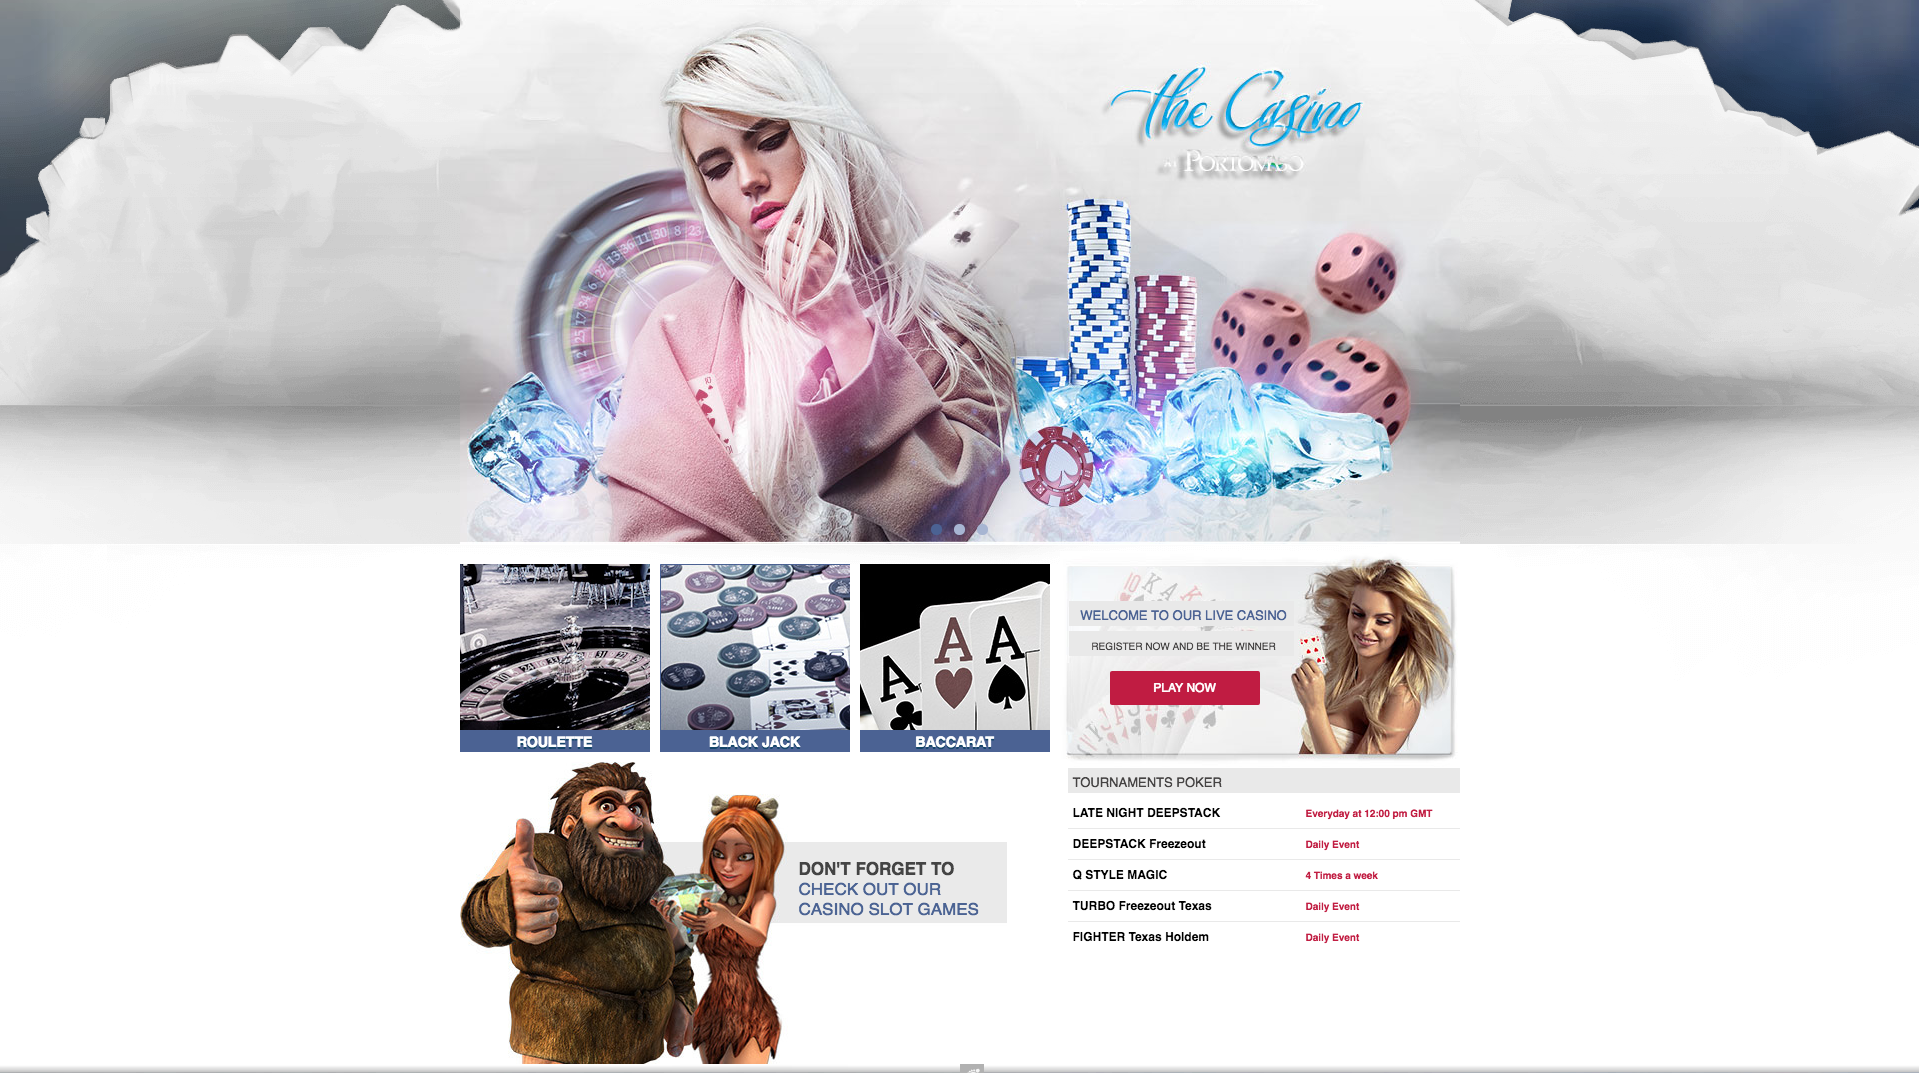 the Casino
AT PORTOMASO
ROULETTE
BLACK JACK
BACCARAT
WELCOME TO OUR LIVE CASINO
REGISTER NOW AND BE THE WINNER
PLAY NOW
DON'T FORGET TO
CHECK OUT OUR
CASINO SLOT GAMES
TOURNAMENTS POKER
LATE NIGHT DEEPSTACK Everyday at 12:00 pm GMT
DEEPSTACK Freezeout Daily Event
Q STYLE MAGIC 4 Times a week
TURBO Freezeout Texas Daily Event
FIGHTER Texas Holdem Daily Event